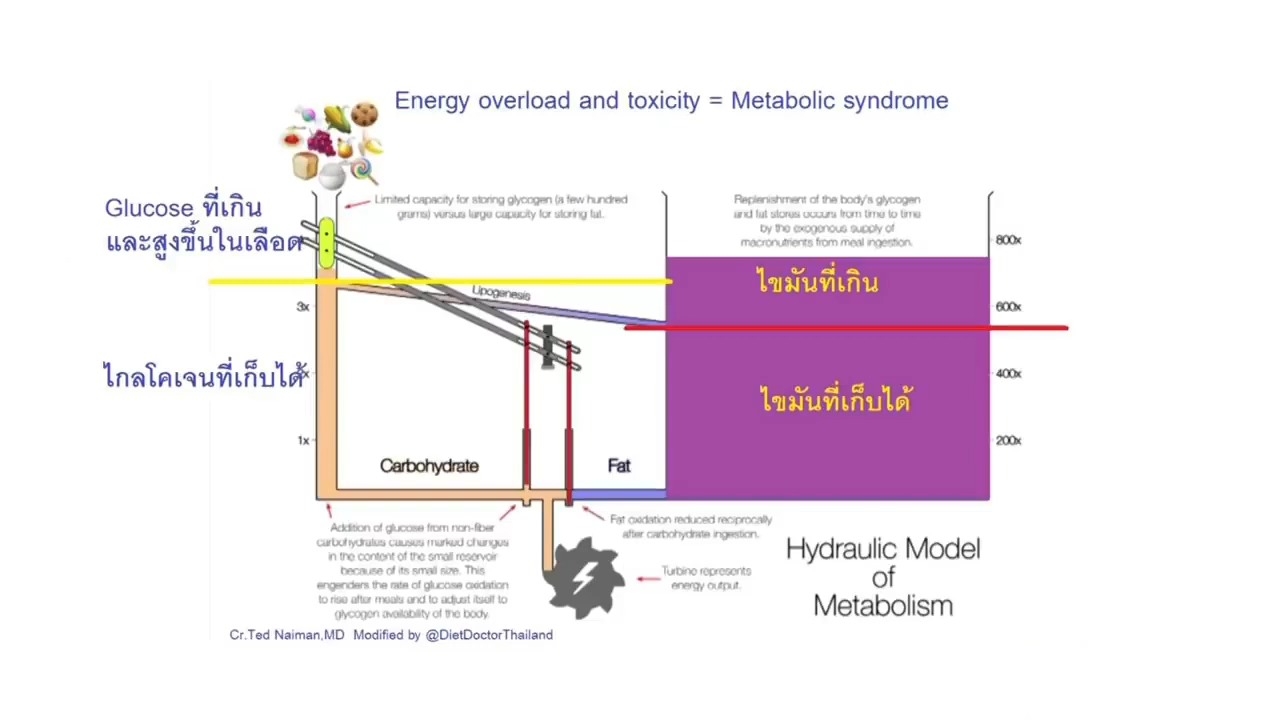 Energy overload and toxicity = Metabolic syndrome
Glucose ที่เกิน
และสูงขึ้นในเลือด
Limited capacity for storing glycogen (a few hundred
grams) versus large capacity for storing fat.
Replenishment of the body's glycogen
and fat stores occurs from time to time
by the exogenous supply of
macronutrients from meal ingestion.
800x
ไขมันที่เกิน
Lipogenesis
3x
600x
ไกลโคเจนที่เก็บได้
400x
ไขมันที่เก็บได้
1x
200x
Carbohydrate
Fat
Addition of glucose from non-fiber
carbohydrates causes marked changes
in the content of the small reservoir
because of its small size. This
engenders the rate of glucose oxidation
to rise after meals and to adjust itself to
glycogen availability of the body.
Fat oxidation reduced reciprocally
after carbohydrate ingestion.
Turbine represents
energy output.
Hydraulic Model
of
Metabolism
Cr.Ted Naiman,MD Modified by @DietDoctorThailand